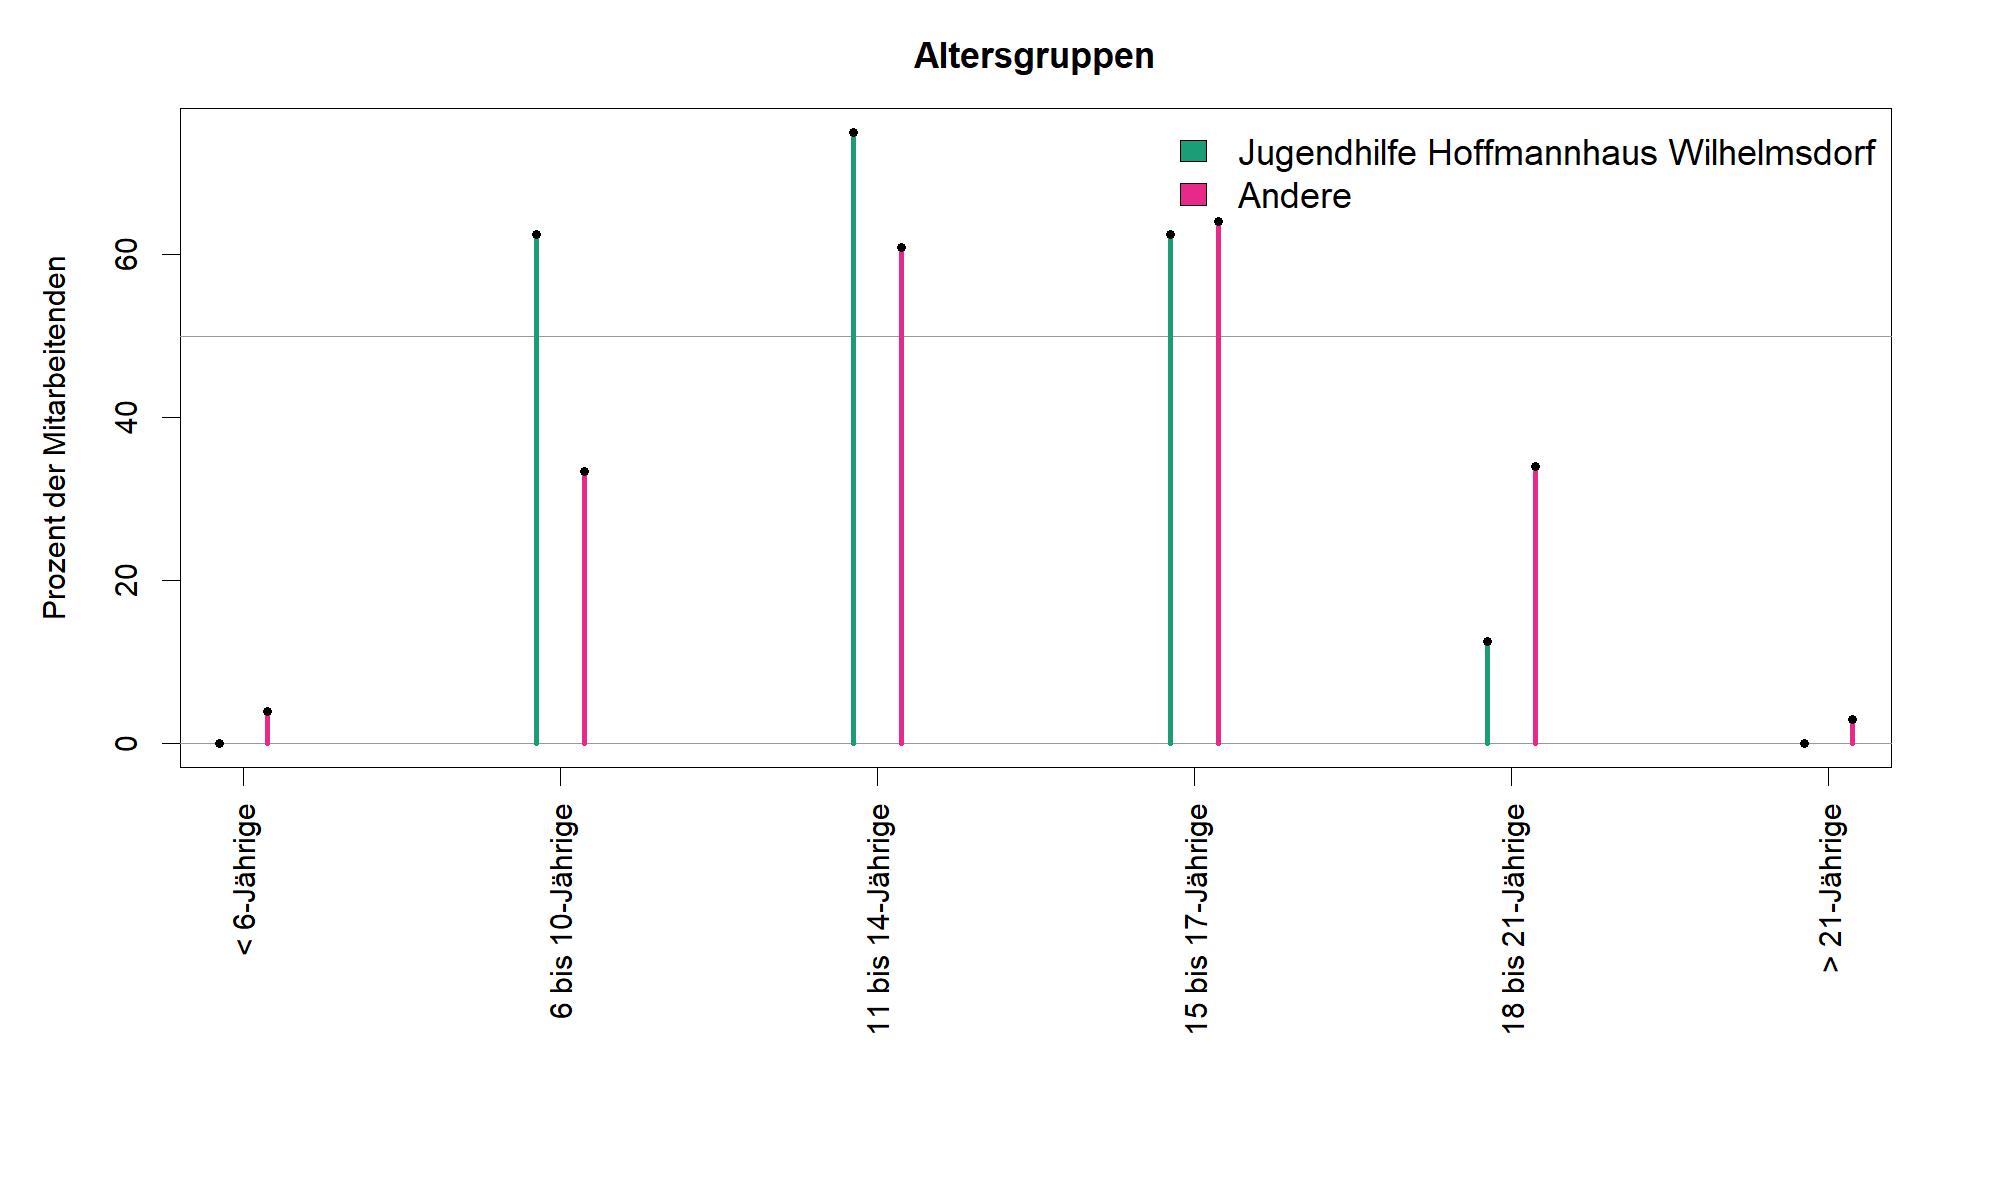 Altersgruppen
Jugendhilfe Hoffmannhaus Wilhelmsdorf
Andere
Prozent der Mitarbeitenden
60
40
20
0
< 6-Jährige
6 bis 10-Jährige
11 bis 14-Jährige
15 bis 17-Jährige
18 bis 21-Jährige
> 21-Jährige